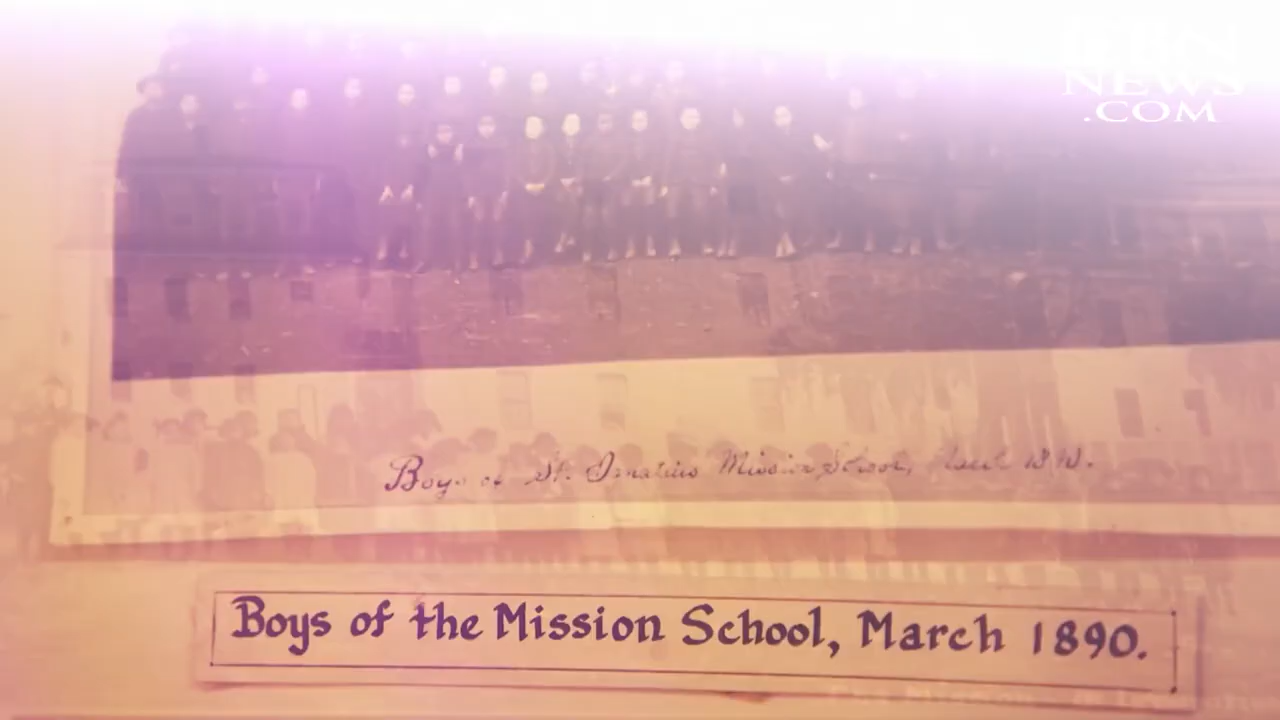 NEWS
.COM
Boys of St. Ignatius Mission School,
Boys of the Mission School, March 1890.